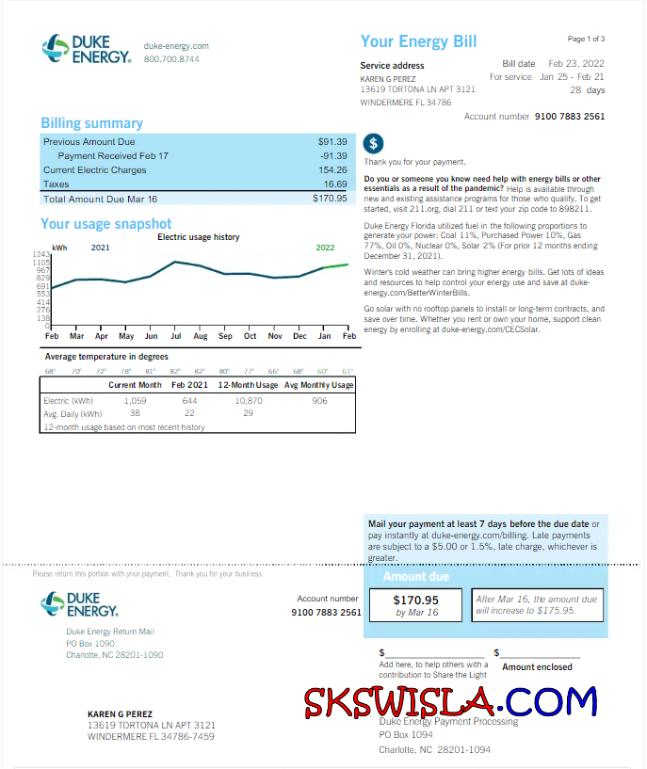 DUKE ENERGY®
duke-energy.com
800.700.8744
Your Energy Bill
Page 1 of 3
Service address
KAREN G PEREZ
13619 TORTONA LN APT 3121
WINDERMERE FL 34786
Bill date Feb 23, 2022
For service Jan 25 - Feb 21
28 days
Account number 9100 7883 2561
Billing summary
Previous Amount Due $91.39
Payment Received Feb 17 -91.39
Current Electric Charges 154.26
Taxes 16.69
Total Amount Due Mar 16 $170.95
$
Thank you for your payment.
Do you or someone you know need help with energy bills or other
essentials as a result of the pandemic? Help is available through
new and existing assistance programs for those who qualify. To get
started, visit 211.org, dial 211 or text your zip code to 898211.
Duke Energy Florida utilized fuel in the following proportions to
generate your power: Coal 11%, Purchased Power 10%, Gas
77%, Oil 0%, Nuclear 0%, Solar 2% (For prior 12 months ending
December 31, 2021).
Winter's cold weather can bring higher energy bills. Get lots of ideas
and resources to help control your energy use and save at duke-
energy.com/BetterWinterBills.
Go solar with no rooftop panels to install or long-term contracts, and
save over time. Whether you rent or own your home, support clean
energy by enrolling at duke-energy.com/CECSolar.
Your usage snapshot
Electric usage history
kWh 2021 2022
1243
1105
967
829
691
553
414
276
138
0
Feb Mar Apr May Jun Jul Aug Sep Oct Nov Dec Jan Feb
Average temperature in degrees
68° 70° 72° 78° 81° 82° 82° 80° 77° 66° 68° 60° 61°
Current Month Feb 2021 12-Month Usage Avg Monthly Usage
Electric (kWh) 1,059 644 10,870 906
Avg. Daily (kWh) 38 22 29
12-month usage based on most recent history
Mail your payment at least 7 days before the due date or
pay instantly at duke-energy.com/billing. Late payments
are subject to a $5.00 or 1.5%, late charge, whichever is
greater.
Please return this portion with your payment. Thank you for your business.
Amount due
DUKE ENERGY®
Account number
9100 7883 2561
$170.95
by Mar 16
After Mar 16, the amount due
will increase to $175.95.
Duke Energy Return Mail
PO Box 1090
Charlotte, NC 28201-1090
$ $
Add here, to help others with a
contribution to Share the Light
Amount enclosed
SKSWISLA.COM
KAREN G PEREZ
13619 TORTONA LN APT 3121
WINDERMERE FL 34786-7459
Duke Energy Payment Processing
PO Box 1094
Charlotte, NC 28201-1094